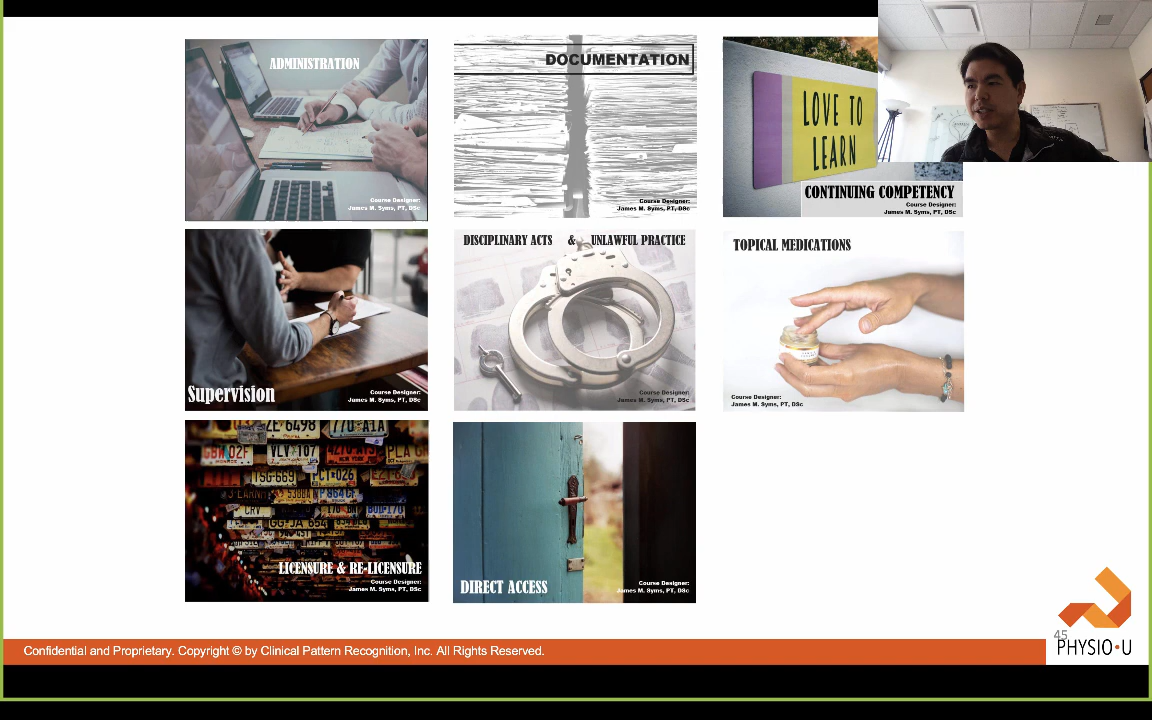 ADMINISTRATION
Course Designer:
James M. Syms, PT, DSc
DOCUMENTATION
Course Designer:
James M. Syms, PT, DSc
LOVE TO
LEARN
CONTINUING COMPETENCY
Course Designer:
James M. Syms, PT, DSc
Supervision
Course Designer:
James M. Syms, PT, DSc
DISCIPLINARY ACTS & UNLAWFUL PRACTICE
Course Designer:
James M. Syms, PT, DSc
TOPICAL MEDICATIONS
Course Designer:
James M. Syms, PT, DSc
LICENSURE & RE-LICENSURE
Course Designer:
James M. Syms, PT, DSc
DIRECT ACCESS
Course Designer:
James M. Syms, PT, DSc
45
PHYSIO•U
Confidential and Proprietary. Copyright © by Clinical Pattern Recognition, Inc. All Rights Reserved.